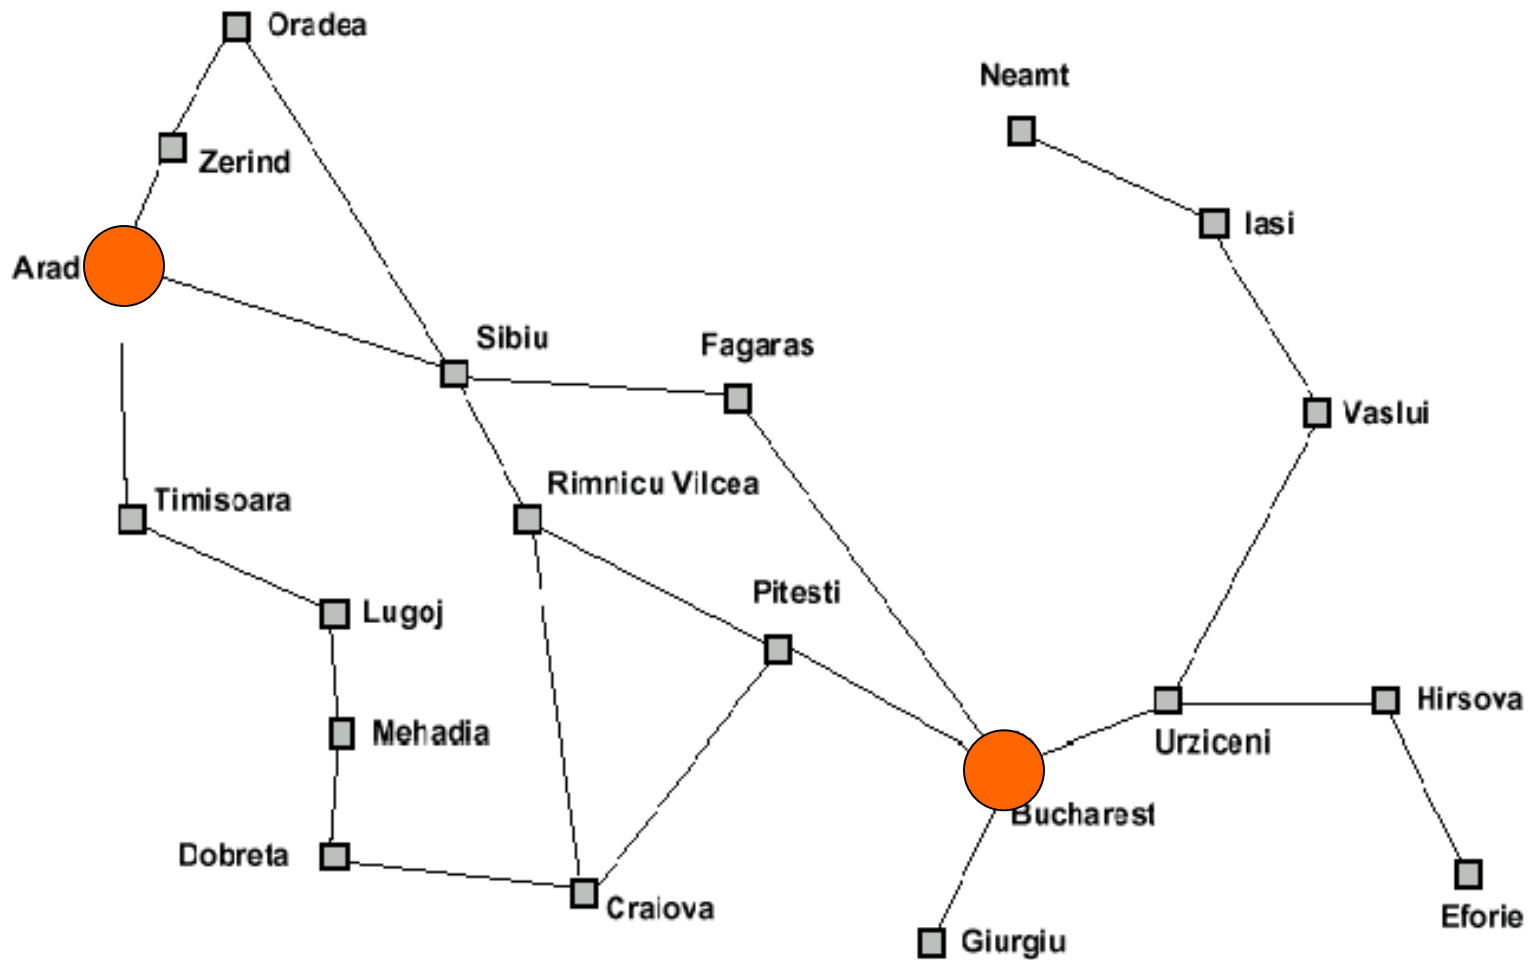 Oradea
Neamt
Zerind
Iasi
Arad
Sibiu
Fagaras
Vaslui
Rimnicu Vilcea
Timisoara
Pitesti
Lugoj
Hirsova
Mehadia
Urziceni
Bucharest
Dobreta
Craiova
Eforie
Giurgiu